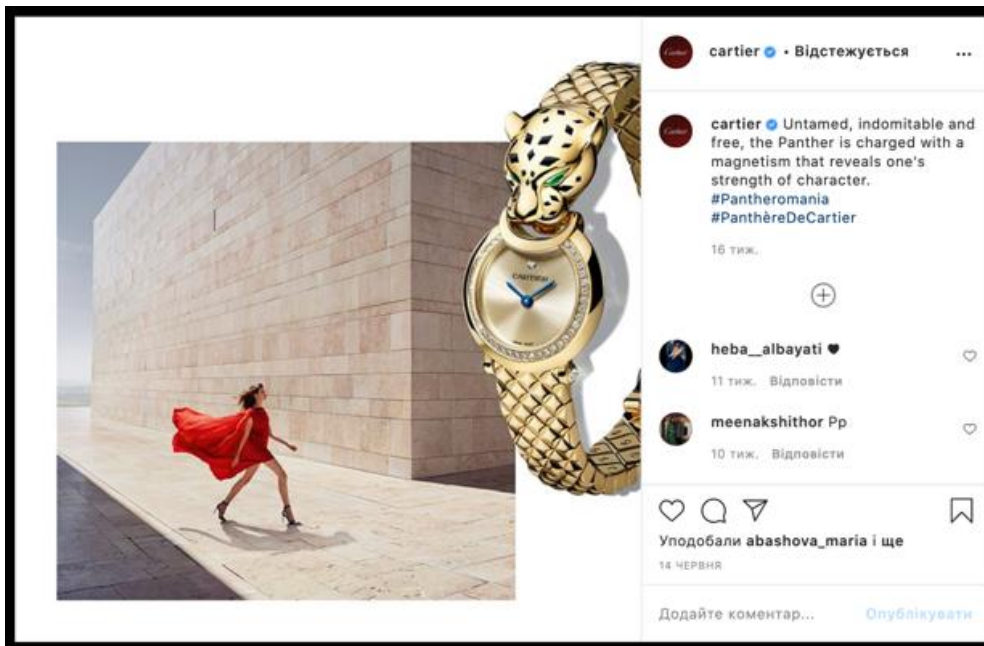 cartier • Відстежується
cartier Untamed, indomitable and
free, the Panther is charged with a
magnetism that reveals one's
strength of character.
#Pantheromania
#PanthèreDeCartier
16 тиж.
heba__albayati 🖤
11 тиж. Відповісти
meenakshithor Pp
10 тиж. Відповісти
Уподобали abashova_maria і ще
14 ЧЕРВНЯ
Додайте коментар... Опублікувати
CARTIER